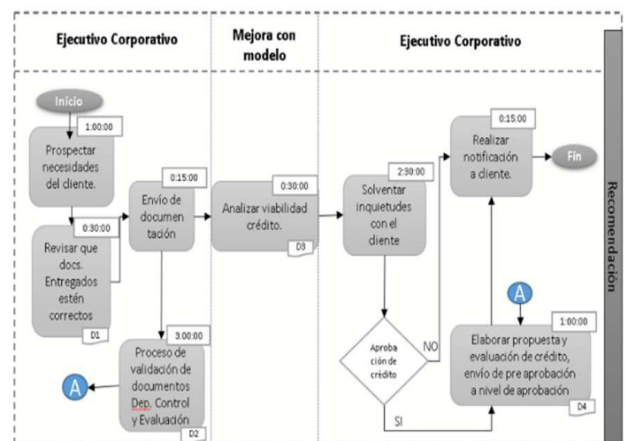 Ejecutivo Corporativo
Mejora con
modelo
Ejecutivo Corporativo
Inicio
1:00:00
Prospectar
necesidades
del cliente.
0:30:00
Revisar que
docs.
Entregados
estén
correctos
D1
0:15:00
Envío de
documen
tación
3:00:00
Proceso de
validación de
documentos
Dep. Control
y Evaluación
D2
A
0:30:00
Analizar viabilidad
crédito.
D3
2:30:00
Solventar
inquietudes
con el
cliente
Aproba
ción de
crédito
NO
SI
0:15:00
Realizar
notificación
a cliente.
Fin
A
1:00:00
Elaborar propuesta y
evaluación de crédito,
envío de pre aprobación
a nivel de aprobación
D4
Recomendación